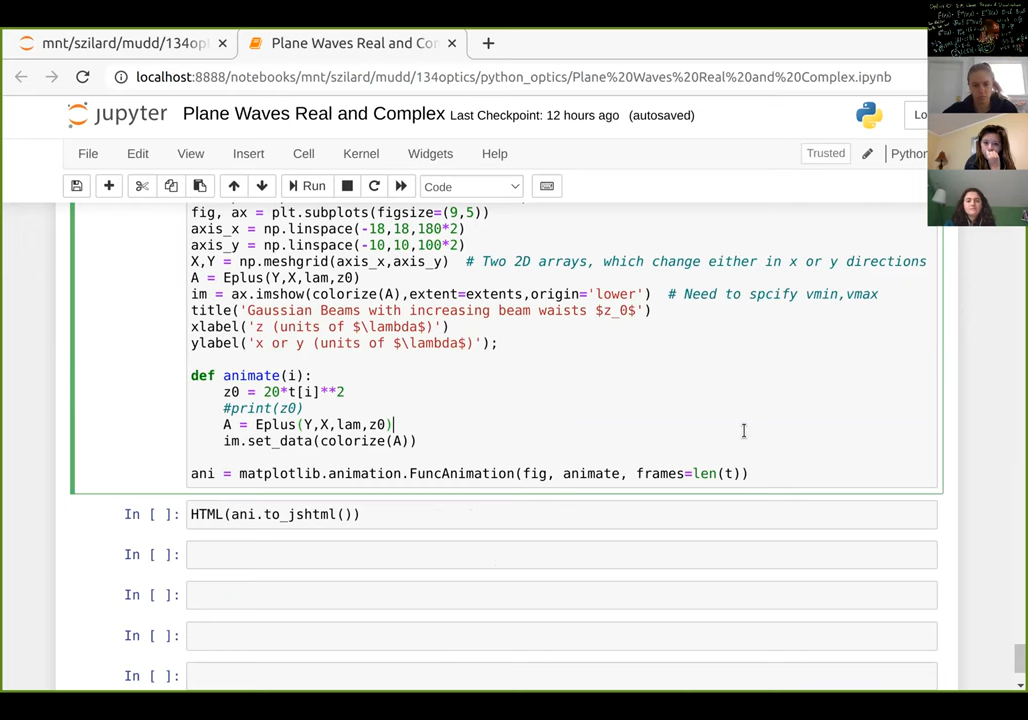 mnt/szilard/mudd/134opt
Plane Waves Real and Co
localhost:8888/notebooks/mnt/szilard/mudd/134optics/python_optics/Plane%20Waves%20Real%20and%20Complex.ipynb
jupyter Plane Waves Real and Complex Last Checkpoint: 12 hours ago (autosaved)
File Edit View Insert Cell Kernel Widgets Help Trusted Python
Run Code
fig, ax = plt.subplots(figsize=(9,5))
axis_x = np.linspace(-18,18,180*2)
axis_y = np.linspace(-10,10,100*2)
X,Y = np.meshgrid(axis_x,axis_y)  # Two 2D arrays, which change either in x or y directions
A = Eplus(Y,X,lam,z0)
im = ax.imshow(colorize(A),extent=extents,origin='lower')  # Need to spcify vmin,vmax
title('Gaussian Beams with increasing beam waists $z_0$')
xlabel('z (units of $\lambda$)')
ylabel('x or y (units of $\lambda$)');
def animate(i):
z0 = 20*t[i]**2
#print(z0)
A = Eplus(Y,X,lam,z0)
im.set_data(colorize(A))
ani = matplotlib.animation.FuncAnimation(fig, animate, frames=len(t))
In [ ]: HTML(ani.to_jshtml())
In [ ]:
In [ ]:
In [ ]:
In [ ]: